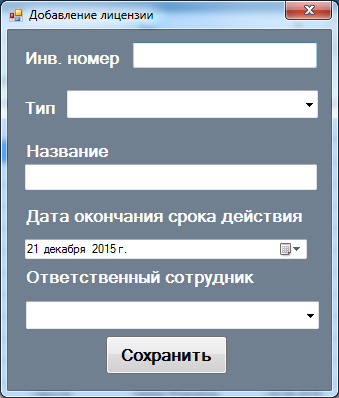 Добавление лицензии
Инв. номер
Тип
Название
Дата окончания срока действия
21 декабря 2015 г.
Ответственный сотрудник
Сохранить